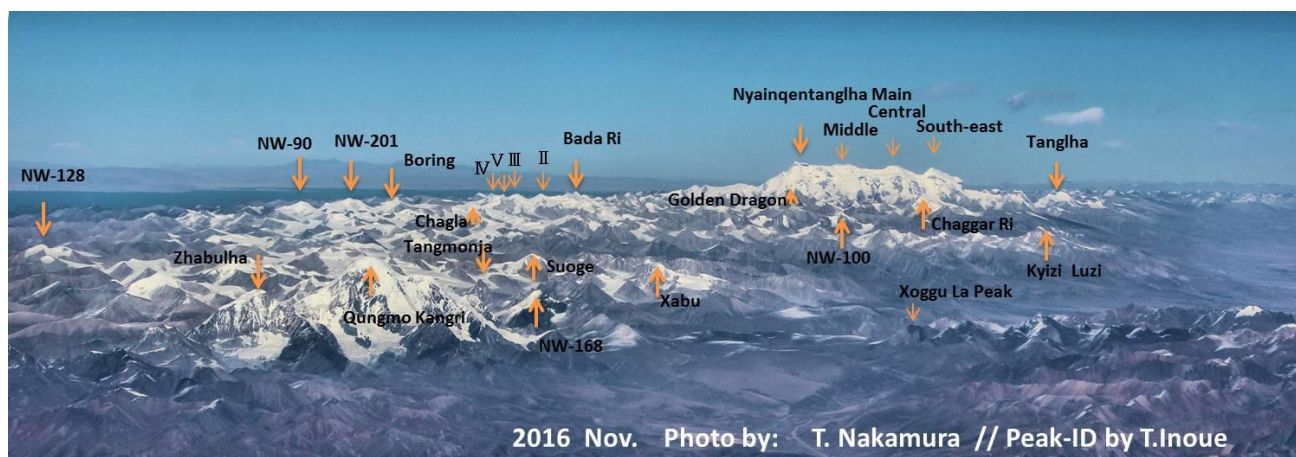 Nyainqentanglha Main
Central
Middle
South-east
NW-90
NW-201
Bada Ri
Tanglha
Boring
Ⅳ Ⅴ Ⅲ Ⅱ
NW-128
Golden Dragon
Chagla
Chaggar Ri
Zhabulha
Tangmonja
NW-100
Suoge
Kyizi Luzi
Xabu
Xoggu La Peak
Qungmo Kangri
NW-168
2016 Nov. Photo by: T. Nakamura // Peak-ID by T.Inoue